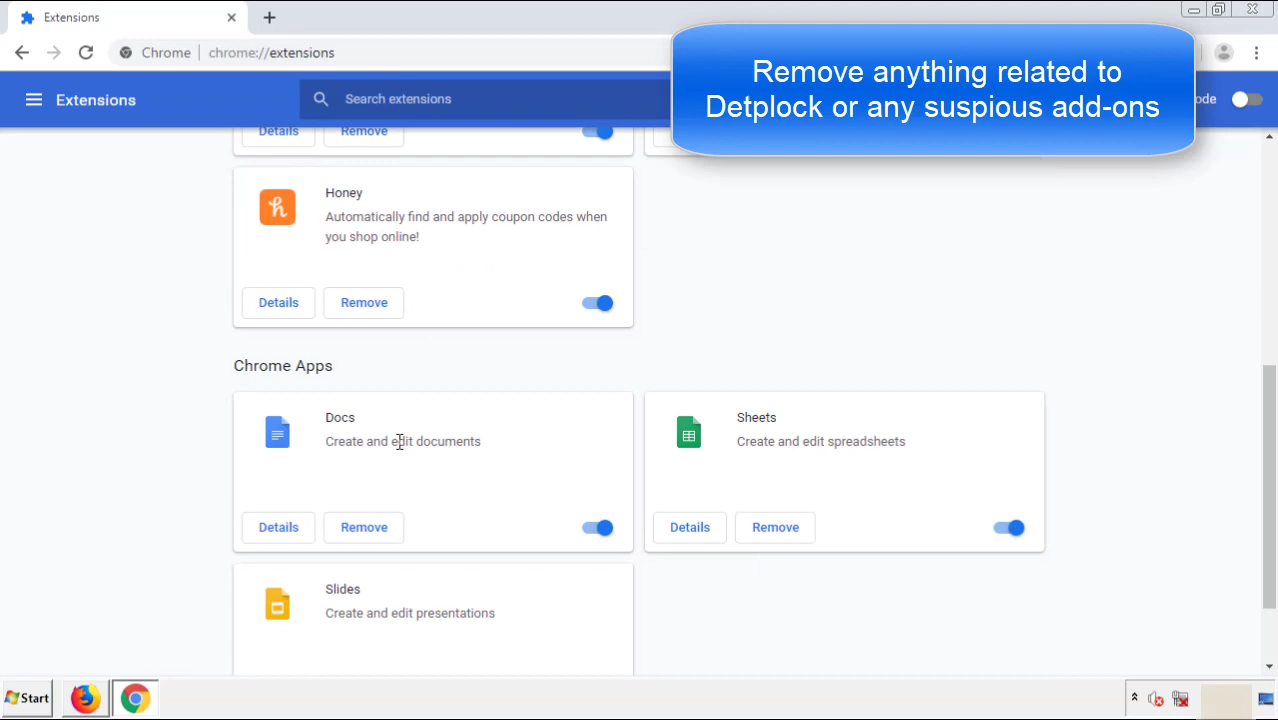 Extensions
Chrome
chrome://extensions
Remove anything related to
Detplock or any suspious add-ons
Extensions
Search extensions
ode
Details
Remove
Honey
Automatically find and apply coupon codes when
you shop online!
Details
Remove
Chrome Apps
Docs
Create and edit documents
Details
Remove
Sheets
Create and edit spreadsheets
Details
Remove
Slides
Create and edit presentations
Start